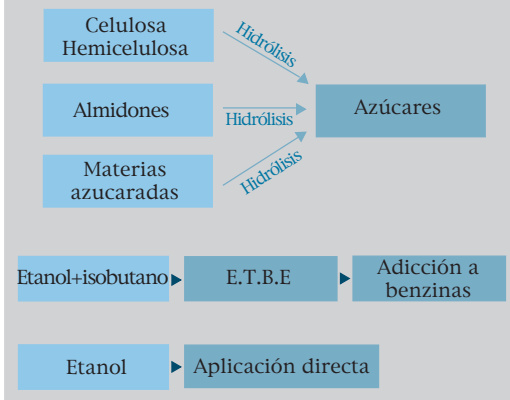 Celulosa
Hemicelulosa
Hidrólisis
Almidones
Hidrólisis
Azúcares
Materias
azucaradas
Hidrólisis
Etanol+isobutano
E.T.B.E
Adicción a
benzinas
Etanol
Aplicación directa